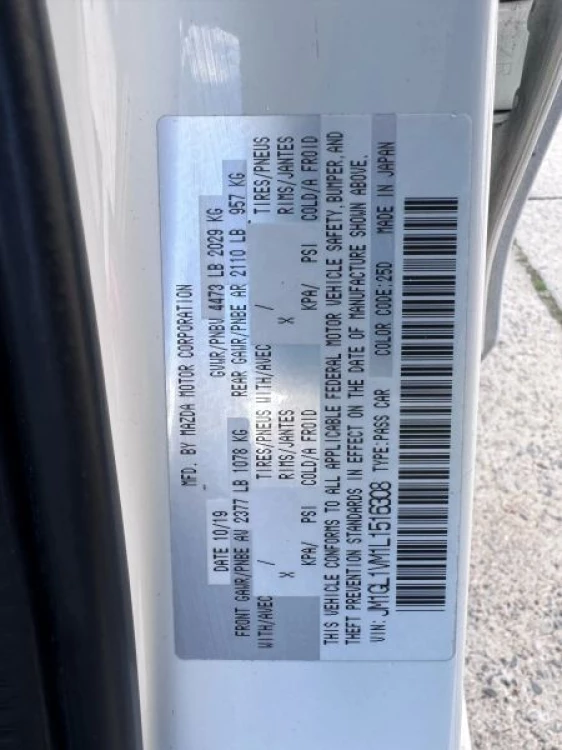 MFD. BY MAZDA MOTOR CORPORATION
DATE 10/19 GVWR/PNBV 4473 LB 2029 KG
FRONT GAWR/PNBE AV 2377 LB 1078 KG REAR GAWR/PNBE AR 2110 LB 957 KG
WITH/AVEC / TIRES/PNEUS WITH/AVEC / TIRES/PNEUS
X RIMS/JANTES X RIMS/JANTES
KPA/ PSI COLD/A FROID KPA/ PSI COLD/A FROID
THIS VEHICLE CONFORMS TO ALL APPLICABLE FEDERAL MOTOR VEHICLE SAFETY, BUMPER, AND
THEFT PREVENTION STANDARDS IN EFFECT ON THE DATE OF MANUFACTURE SHOWN ABOVE.
VIN: JM1GL1VM1L1516308 TYPE:PASS CAR COLOR CODE:25D MADE IN JAPAN